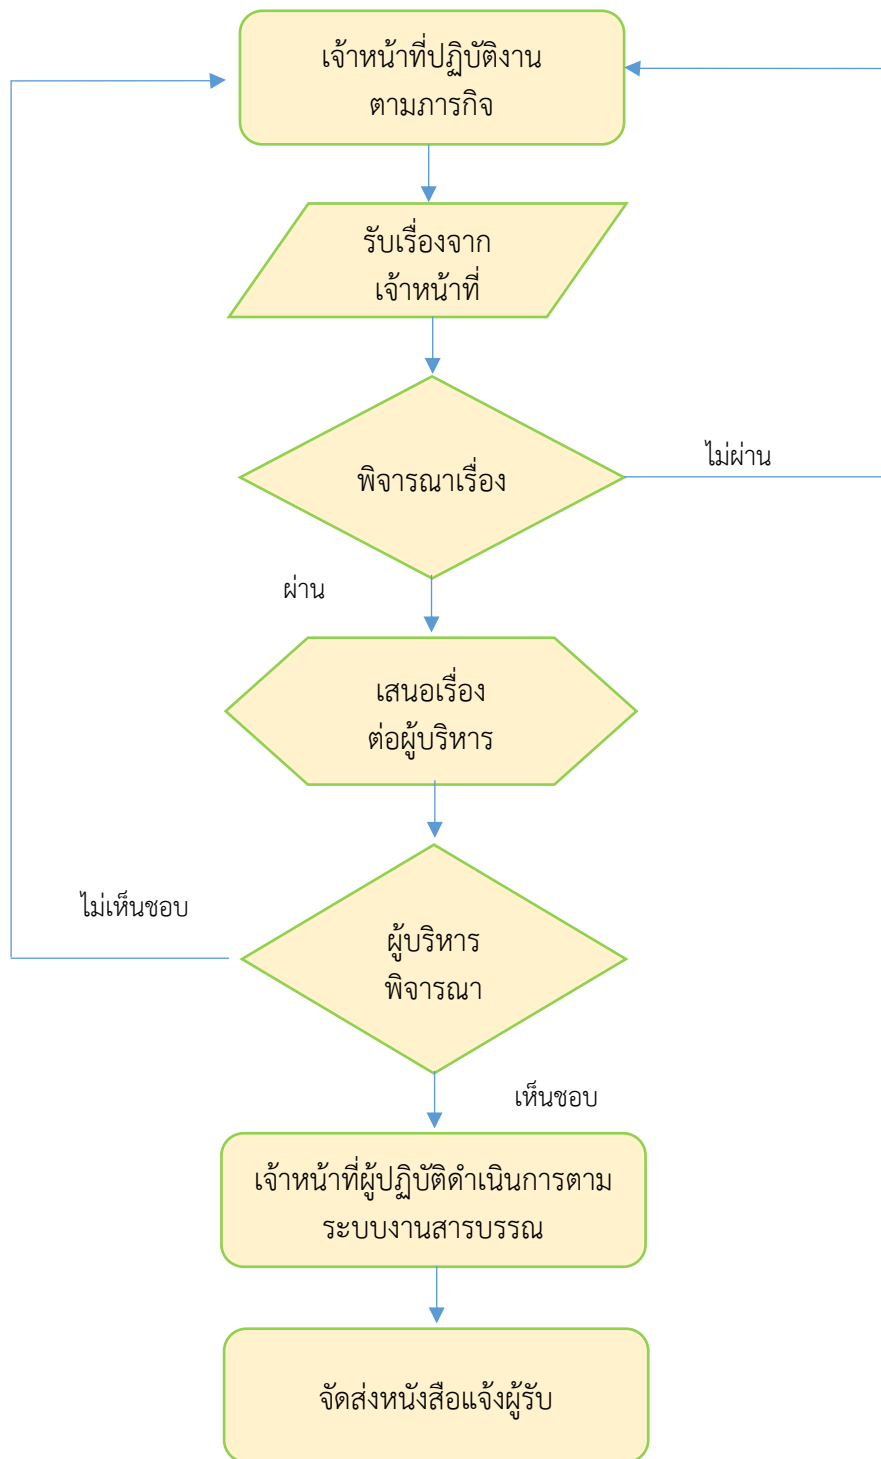 เจ้าหน้าที่ปฏิบัติงาน
ตามภารกิจ
รับเรื่องจาก
เจ้าหน้าที่
พิจารณาเรื่อง
ไม่ผ่าน
ผ่าน
เสนอเรื่อง
ต่อผู้บริหาร
ไม่เห็นชอบ
ผู้บริหาร
พิจารณา
เห็นชอบ
เจ้าหน้าที่ผู้ปฏิบัติดำเนินการตาม
ระบบงานสารบรรณ
จัดส่งหนังสือแจ้งผู้รับ